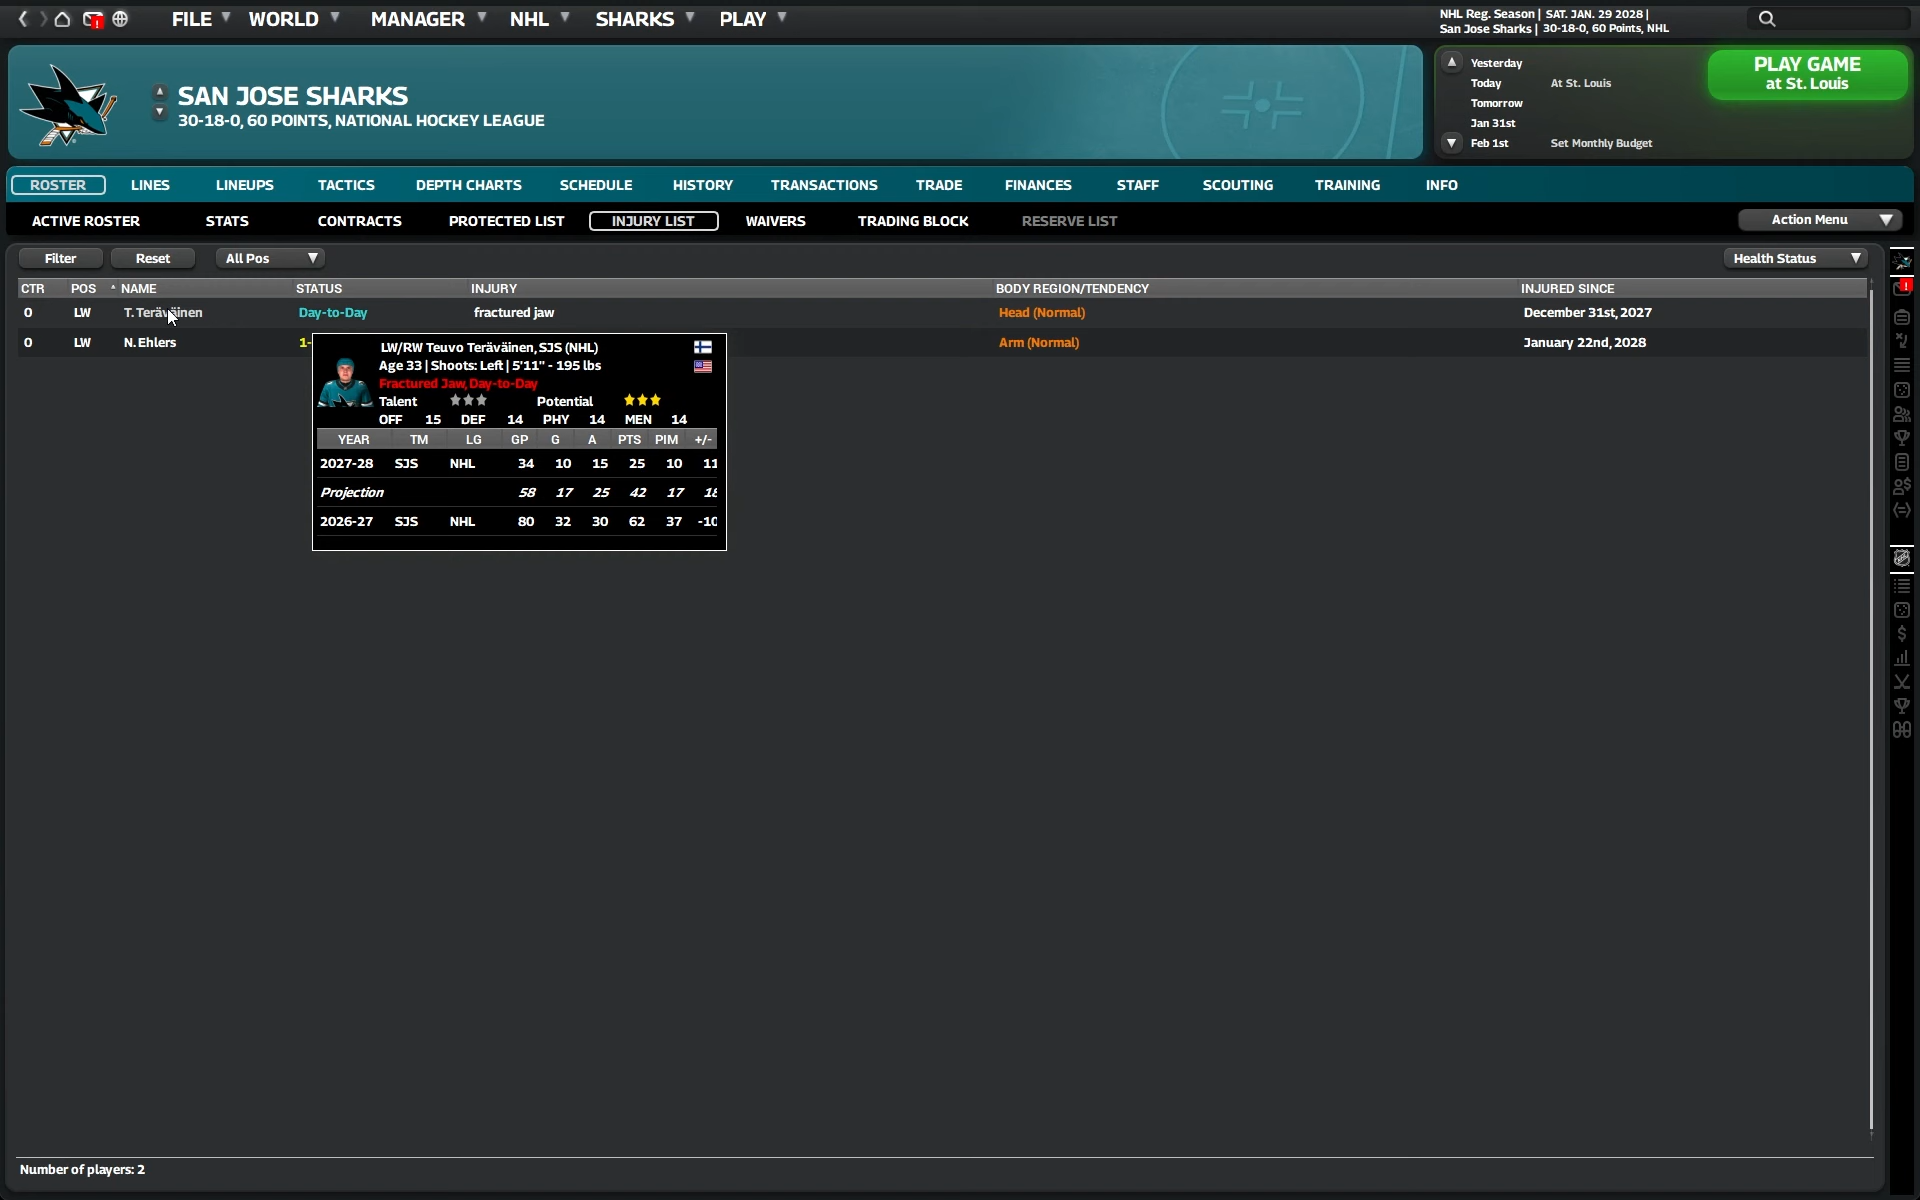 FILE WORLD MANAGER NHL SHARKS PLAY
NHL Reg. Season | SAT. JAN. 29 2028 |
San Jose Sharks | 30-18-0, 60 Points, NHL
SAN JOSE SHARKS
30-18-0, 60 POINTS, NATIONAL HOCKEY LEAGUE
Yesterday
Today At St. Louis
Tomorrow
Jan 31st
Feb 1st Set Monthly Budget
PLAY GAME
at St. Louis
ROSTER LINES LINEUPS TACTICS DEPTH CHARTS SCHEDULE HISTORY TRANSACTIONS TRADE FINANCES STAFF SCOUTING TRAINING INFO
ACTIVE ROSTER STATS CONTRACTS PROTECTED LIST INJURY LIST WAIVERS TRADING BLOCK RESERVE LIST Action Menu
Filter Reset All Pos Health Status
CTR POS NAME STATUS INJURY BODY REGION/TENDENCY INJURED SINCE
0 LW T. Teräväinen Day-to-Day fractured jaw Head (Normal) December 31st, 2027
0 LW N. Ehlers 1- Arm (Normal) January 22nd, 2028
LW/RW Teuvo Teräväinen, SJS (NHL)
Age 33 | Shoots: Left | 5'11" - 195 lbs
Fractured Jaw, Day-to-Day
Talent Potential
OFF 15 DEF 14 PHY 14 MEN 14
YEAR TM LG GP G A PTS PIM +/-
2027-28 SJS NHL 34 10 15 25 10 11
Projection 58 17 25 42 17 18
2026-27 SJS NHL 80 32 30 62 37 -10
Number of players: 2